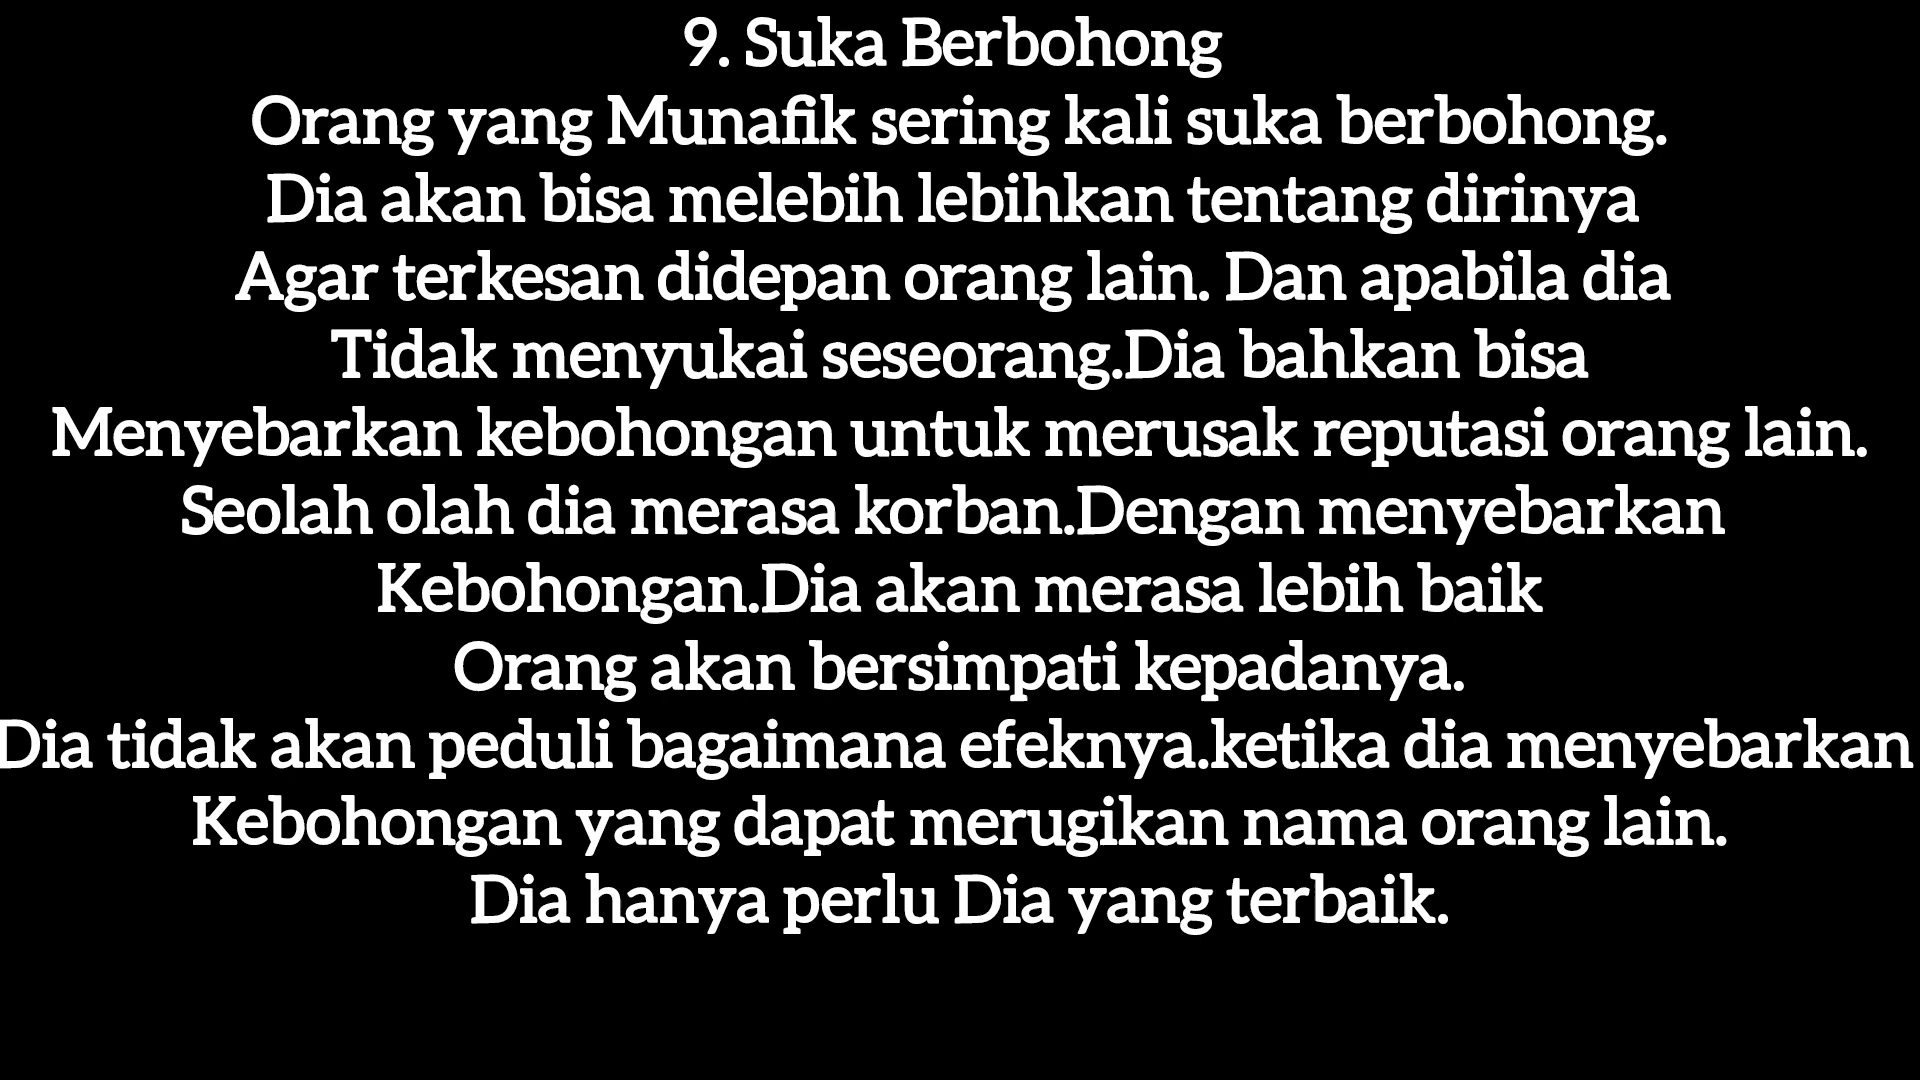 9. Suka Berbohong
Orang yang Munafik sering kali suka berbohong.
Dia akan bisa melebih lebihkan tentang dirinya
Agar terkesan didepan orang lain. Dan apabila dia
Tidak menyukai seseorang.Dia bahkan bisa
Menyebarkan kebohongan untuk merusak reputasi orang lain.
Seolah olah dia merasa korban.Dengan menyebarkan
Kebohongan.Dia akan merasa lebih baik
Orang akan bersimpati kepadanya.
Dia tidak akan peduli bagaimana efeknya.ketika dia menyebarkan
Kebohongan yang dapat merugikan nama orang lain.
Dia hanya perlu Dia yang terbaik.